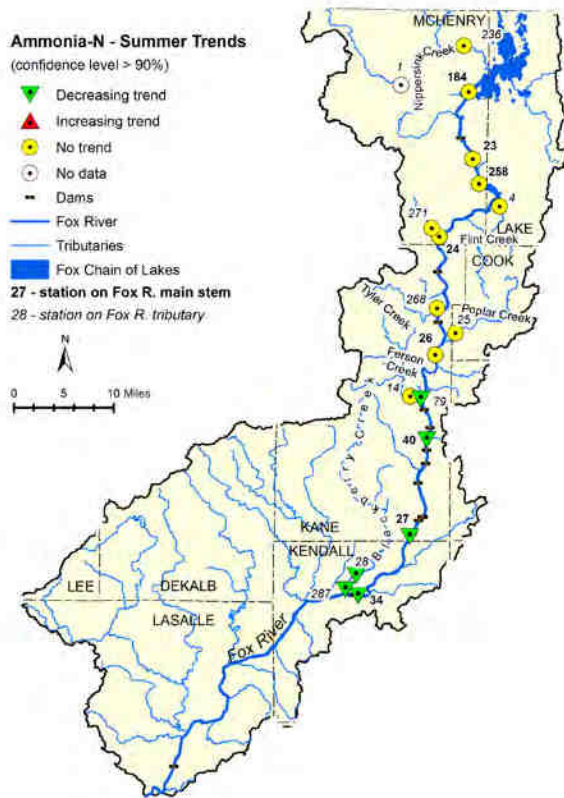 Ammonia-N - Summer Trends
(confidence level > 90%)
Decreasing trend
Increasing trend
No trend
No data
Dams
Fox River
Tributaries
Fox Chain of Lakes
27 - station on Fox R. main stem
28 - station on Fox R. tributary
N
0 5 10 Miles
MCHENRY
236
1
Nippersink Creek
184
23
258
4
271
LAKE
Flint Creek
24
COOK
Tyler Creek
268
Poplar Creek
25
26
Ferson
Creek
14
79
40
Blackberry Creek
27
KANE
KENDALL
28
LEE
DEKALB
287
34
LASALLE
Fox River